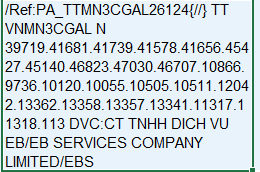 /Ref:PA_TTMN3CGAL26124{//} TT
VNMN3CGAL N
39719.41681.41739.41578.41656.454
27.45140.46823.47030.46707.10866.
9736.10120.10055.10505.10511.1204
2.13362.13358.13357.13341.11317.1
1318.113 DVC:CT TNHH DICH VU
EB/EB SERVICES COMPANY
LIMITED/EBS